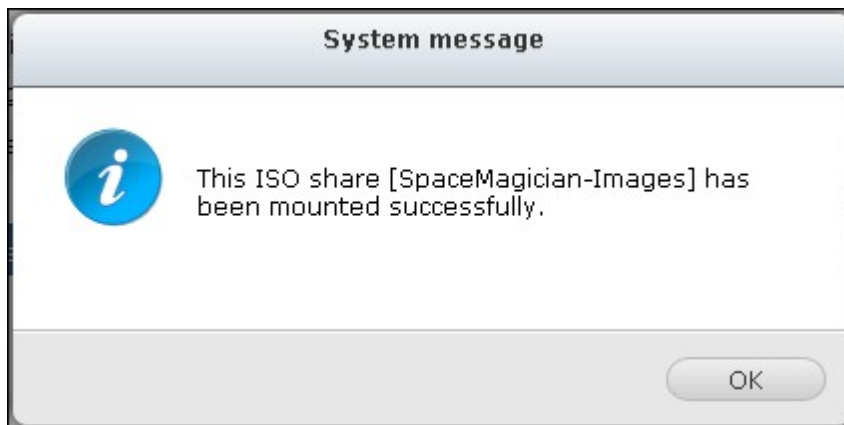 System message
This ISO share [SpaceMagician-Images] has
been mounted successfully.
OK